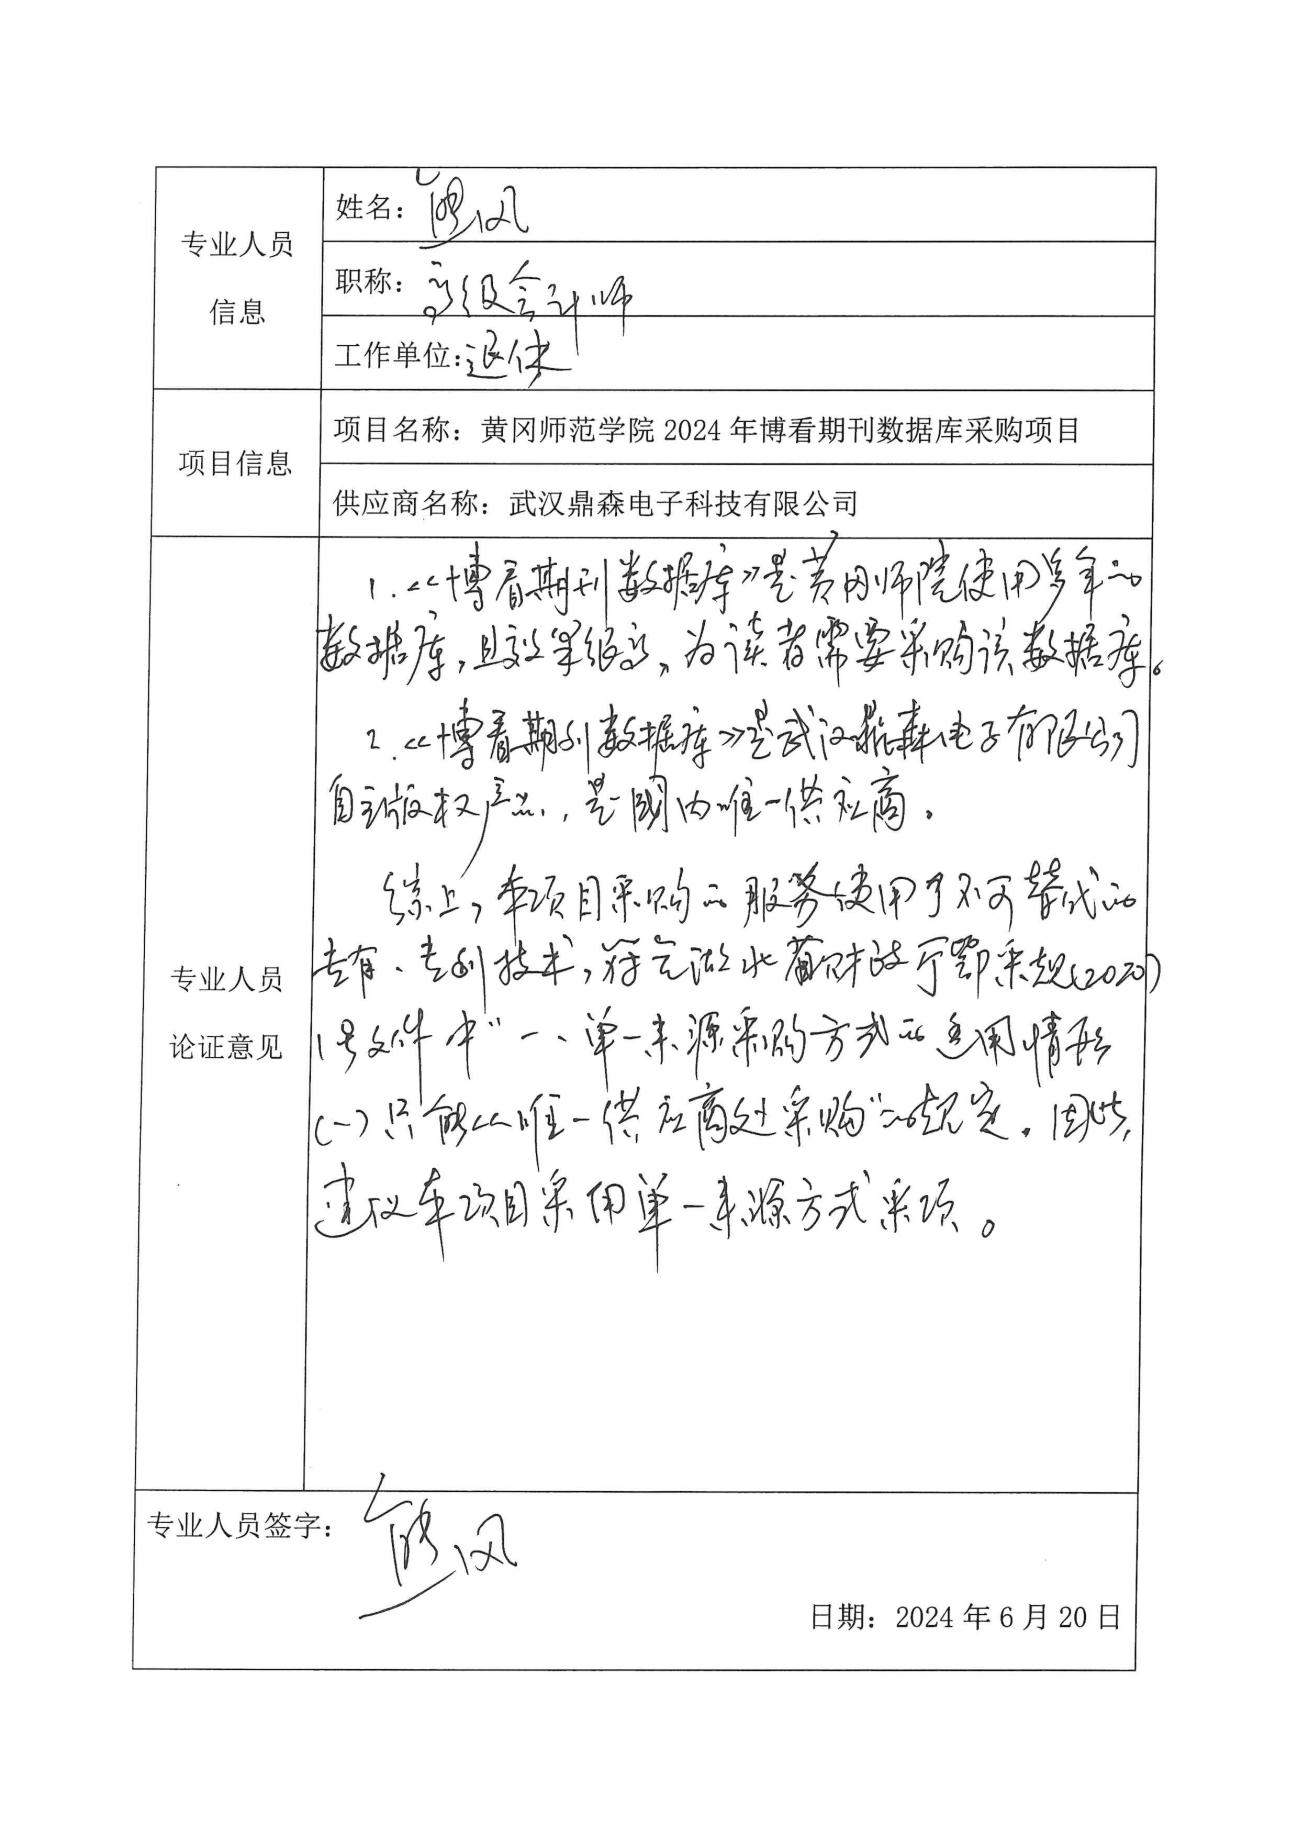 专业人员
信息
姓名：熊风
职称：高级会计师
工作单位：退休
项目信息
项目名称：黄冈师范学院 2024 年博看期刊数据库采购项目
供应商名称：武汉鼎森电子科技有限公司
专业人员
论证意见
1.《博看期刊数据库》是黄冈师院使用多年的
数据库，且效果很高，为读者需要采购该数据库。
2.《博看期刊数据库》是武汉鼎森电子有限公司
自主版权产品，是国内唯一供应商。
综上，本项目采购的服务使用了不可替代的
专有、专利技术，符合湖北省财政厅鄂采规(2020)
1号文件中"一、单一来源采购方式的适用情形
(一)只能从唯一供应商处采购"的规定。因此，
建议本项目采用单一来源方式采项。
专业人员签字：熊风
日期：2024 年 6 月 20 日